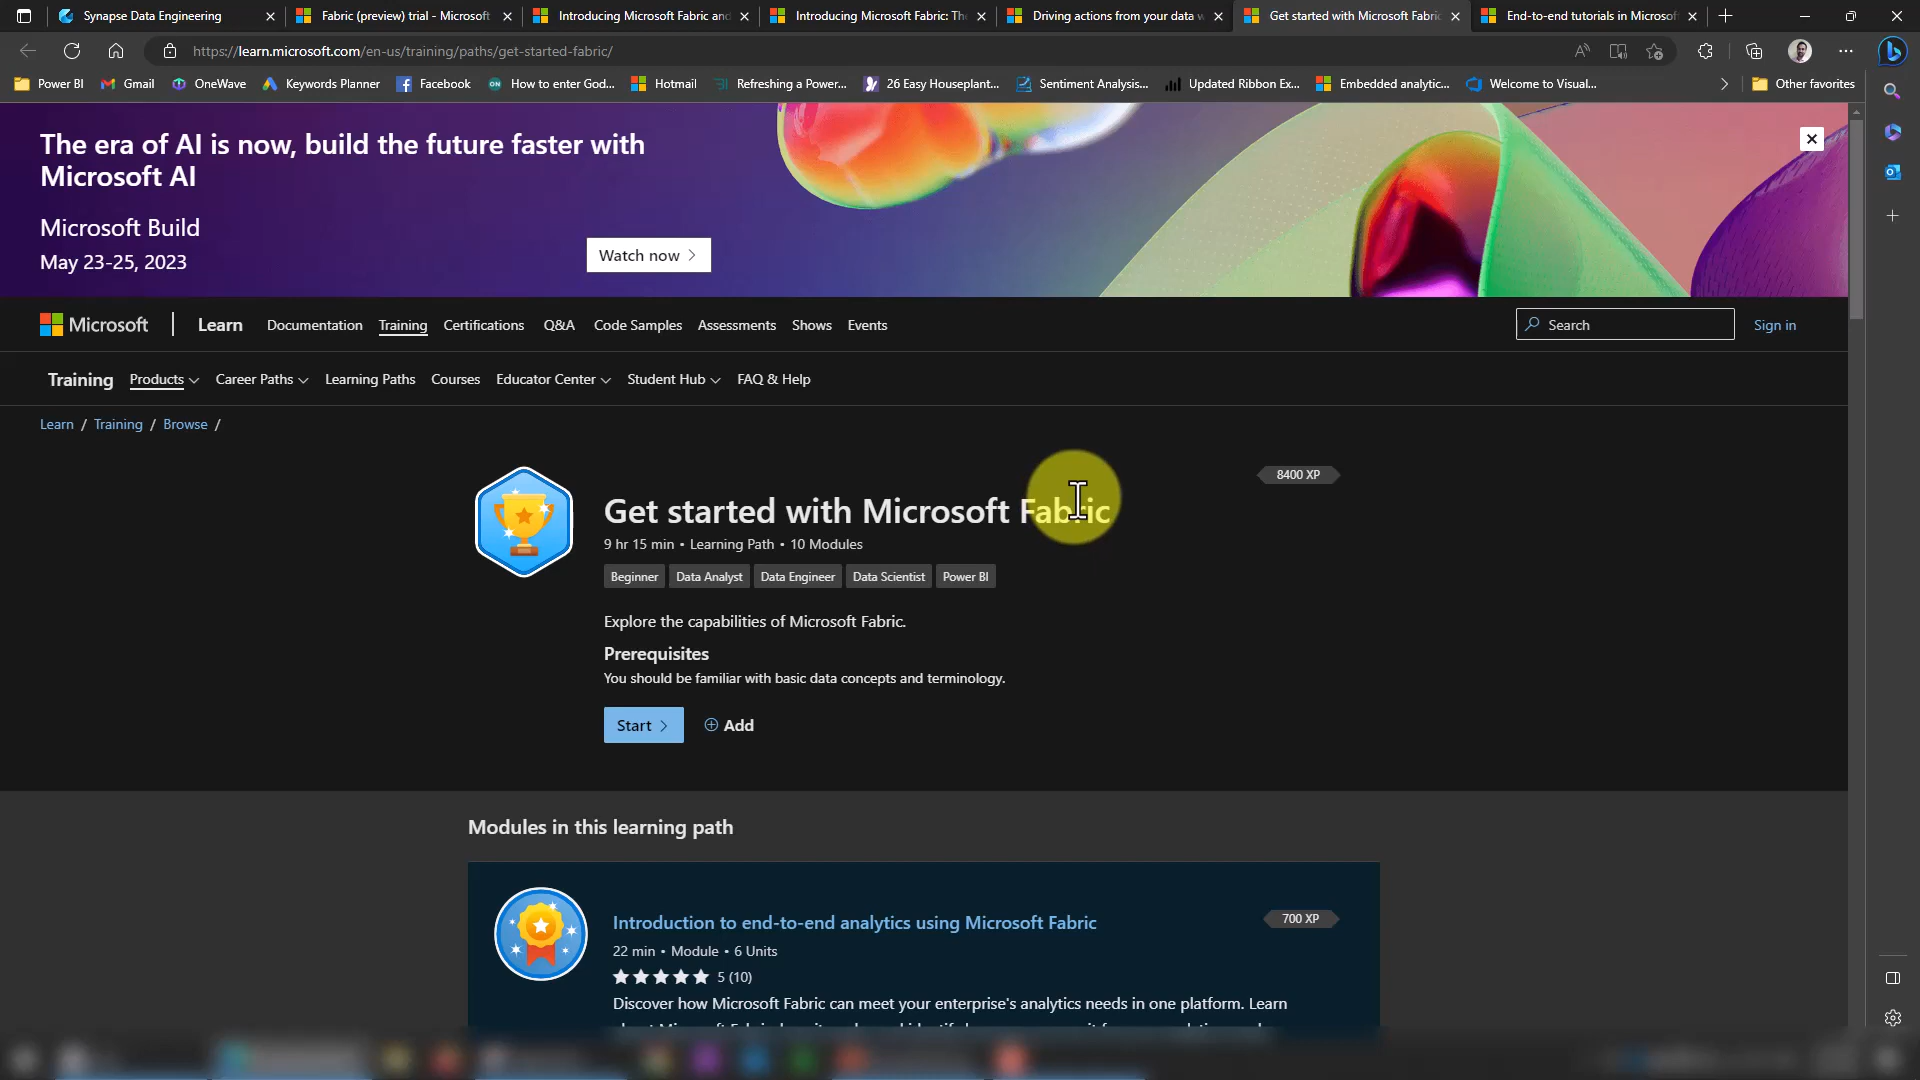 Synapse Data Engineering
Fabric (preview) trial - Microsoft
Introducing Microsoft Fabric and
Introducing Microsoft Fabric: Th
Driving actions from your data w
Get started with Microsoft Fabric
End-to-end tutorials in Microsof
https://learn.microsoft.com/en-us/training/paths/get-started-fabric/
Power BI
Gmail
OneWave
Keywords Planner
Facebook
How to enter God...
Hotmail
Refreshing a Power...
26 Easy Houseplant...
Sentiment Analysis...
Updated Ribbon Ex...
Embedded analytic...
Welcome to Visual...
Other favorites
The era of AI is now, build the future faster with
Microsoft AI
Microsoft Build
May 23-25, 2023
Watch now
Microsoft
Learn
Documentation
Training
Certifications
Q&A
Code Samples
Assessments
Shows
Events
Search
Sign in
Training
Products
Career Paths
Learning Paths
Courses
Educator Center
Student Hub
FAQ & Help
Learn / Training / Browse /
8400 XP
Get started with Microsoft Fabric
9 hr 15 min • Learning Path • 10 Modules
Beginner
Data Analyst
Data Engineer
Data Scientist
Power BI
Explore the capabilities of Microsoft Fabric.
Prerequisites
You should be familiar with basic data concepts and terminology.
Start
Add
Modules in this learning path
700 XP
Introduction to end-to-end analytics using Microsoft Fabric
22 min • Module • 6 Units
5 (10)
Discover how Microsoft Fabric can meet your enterprise's analytics needs in one platform. Learn